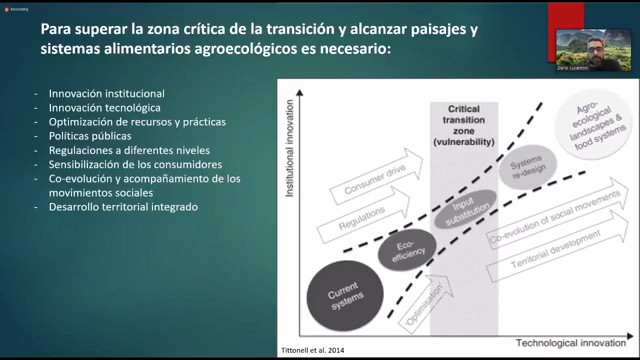 Para superar la zona crítica de la transición y alcanzar paisajes y
sistemas alimentarios agroecológicos es necesario:
- Innovación institucional
- Innovación tecnológica
- Optimización de recursos y prácticas
- Políticas públicas
- Regulaciones a diferentes niveles
- Sensibilización de los consumidores
- Co-evolución y acompañamiento de los
movimientos sociales
- Desarrollo territorial integrado
Institutional innovation
Critical
transition
zone
(vulnerability)
Agro-
ecological
landscapes &
food systems
Systems
re-design
Consumer drive
Regulations
Input
substitution
Eco-
efficiency
Current
systems
'Optimisation'
Co-evolution of social movements
Territorial development
Technological innovation
Tittonell et al. 2014